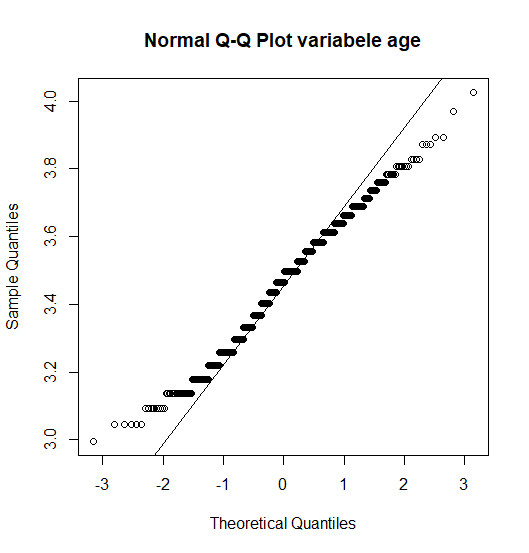 Normal Q-Q Plot variabele age
4.0
3.8
3.6
3.4
3.2
3.0
Sample Quantiles
-3 -2 -1 0 1 2 3
Theoretical Quantiles